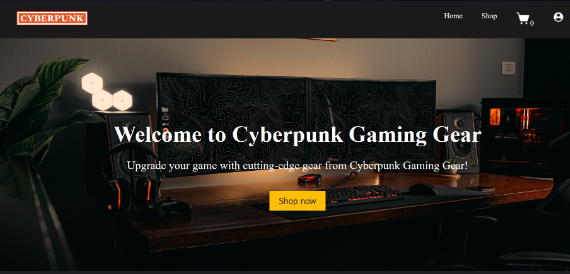 CYBERPUNK
Home
Shop
0
Welcome to Cyberpunk Gaming Gear
Upgrade your game with cutting-edge gear from Cyberpunk Gaming Gear!
Shop now